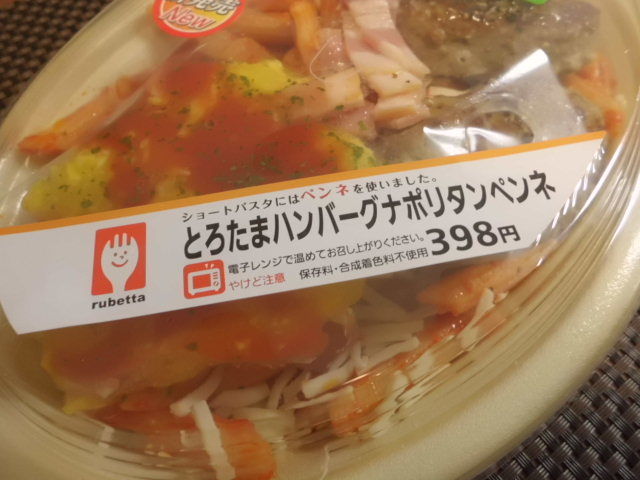 New
ショートパスタにはペンネを使いました。
とろたまハンバーグナポリタンペンネ
rubetta
電子レンジで温めてお召し上がりください。
やけど注意
保存料・合成着色料不使用
398円